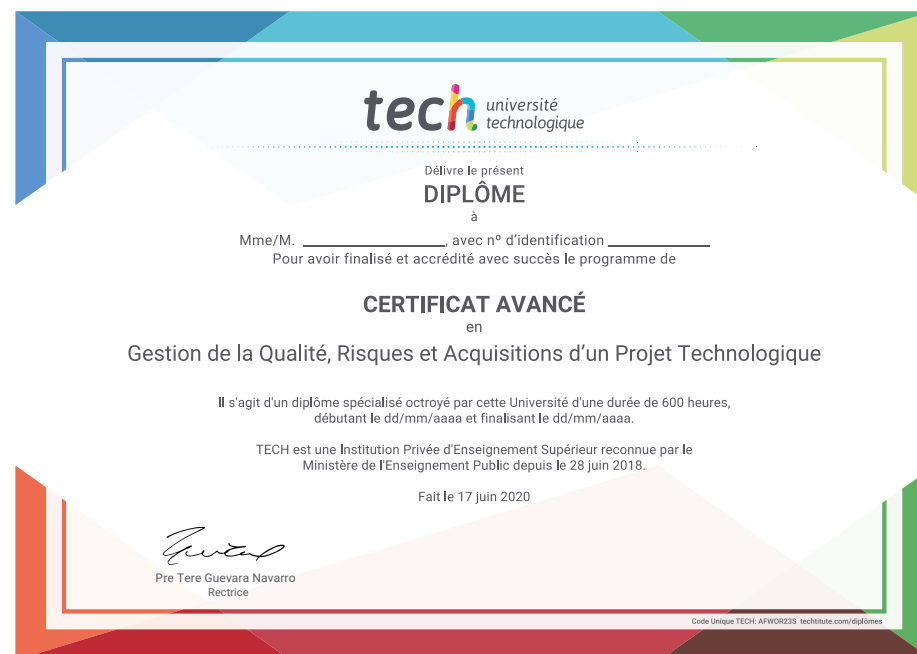 tech université
technologique
Délivre le présent
DIPLÔME
à
Mme/M. ____________________, avec nº d'identification ______________
Pour avoir finalisé et accrédité avec succès le programme de
CERTIFICAT AVANCÉ
en
Gestion de la Qualité, Risques et Acquisitions d'un Projet Technologique
Il s'agit d'un diplôme spécialisé octroyé par cette Université d'une durée de 600 heures,
débutant le dd/mm/aaaa et finalisant le dd/mm/aaaa.
TECH est une Institution Privée d'Enseignement Supérieur reconnue par le
Ministère de l'Enseignement Public depuis le 28 juin 2018.
Fait le 17 juin 2020
Pre Tere Guevara Navarro
Rectrice
Code Unique TECH: AFWOR23S techtitute.com/diplômes